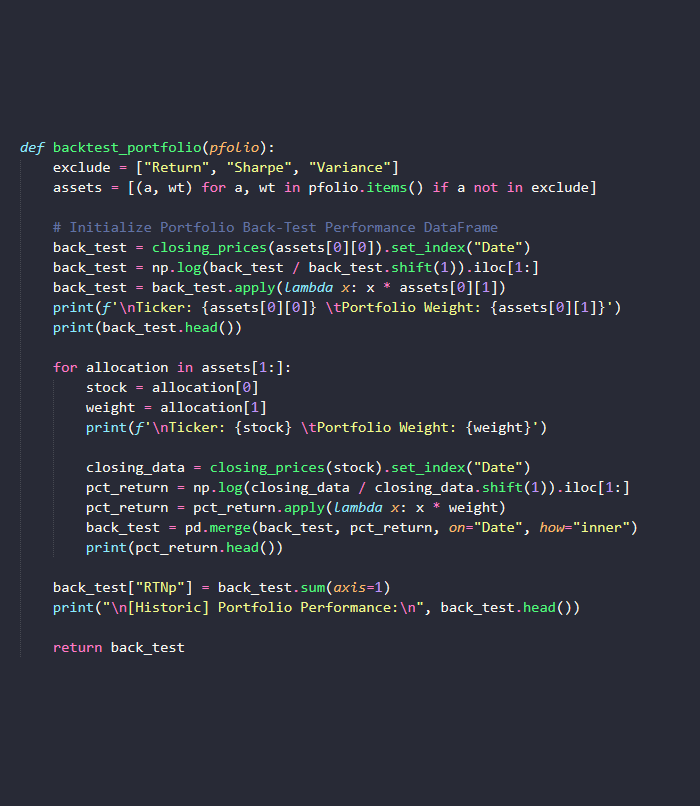 def backtest_portfolio(pfolio):
    exclude = ["Return", "Sharpe", "Variance"]
    assets = [(a, wt) for a, wt in pfolio.items() if a not in exclude]

    # Initialize Portfolio Back-Test Performance DataFrame
    back_test = closing_prices(assets[0][0]).set_index("Date")
    back_test = np.log(back_test / back_test.shift(1)).iloc[1:]
    back_test = back_test.apply(lambda x: x * assets[0][1])
    print(f'\nTicker: {assets[0][0]} \tPortfolio Weight: {assets[0][1]}')
    print(back_test.head())

    for allocation in assets[1:]:
        stock = allocation[0]
        weight = allocation[1]
        print(f'\nTicker: {stock} \tPortfolio Weight: {weight}')

        closing_data = closing_prices(stock).set_index("Date")
        pct_return = np.log(closing_data / closing_data.shift(1)).iloc[1:]
        pct_return = pct_return.apply(lambda x: x * weight)
        back_test = pd.merge(back_test, pct_return, on="Date", how="inner")
        print(pct_return.head())

    back_test["RTNp"] = back_test.sum(axis=1)
    print("\n[Historic] Portfolio Performance:\n", back_test.head())

    return back_test